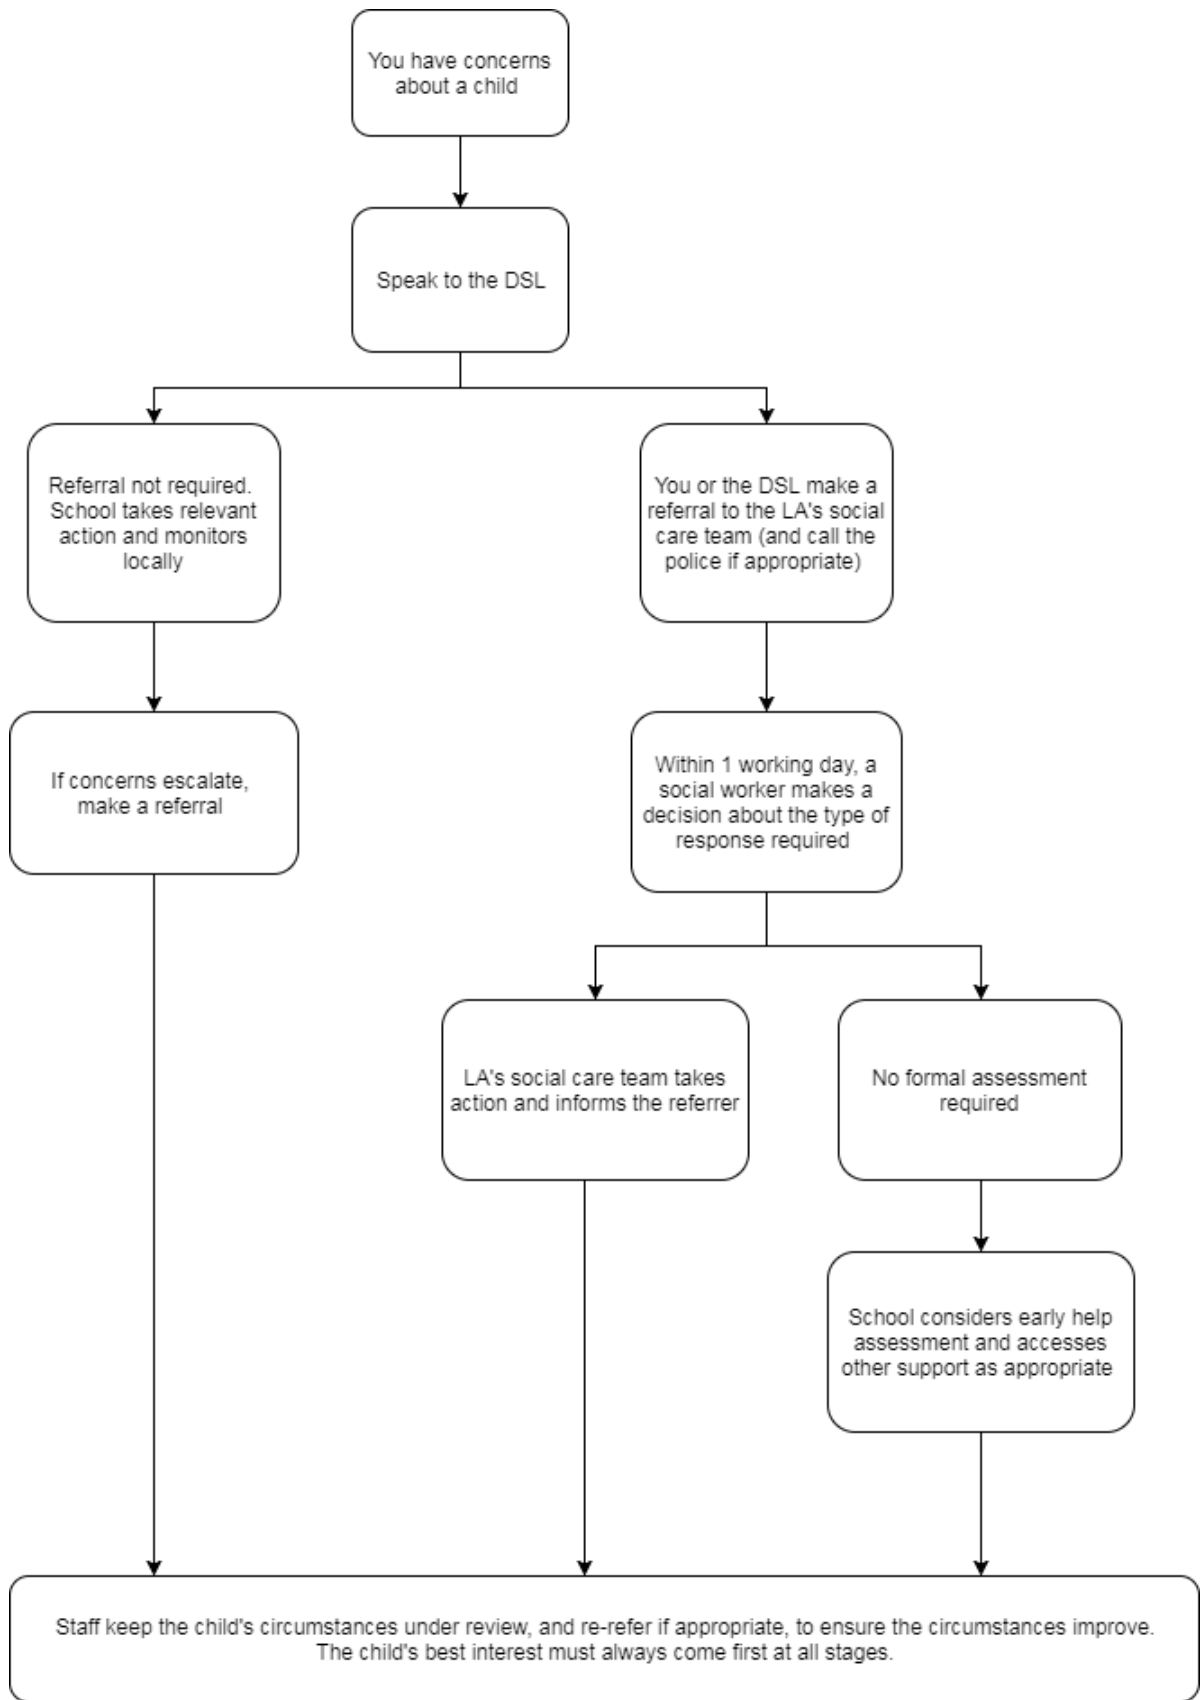 You have concerns
about a child
Speak to the DSL
Referral not required.
School takes relevant
action and monitors
locally
You or the DSL make a
referral to the LA's social
care team (and call the
police if appropriate)
If concerns escalate,
make a referral
Within 1 working day, a
social worker makes a
decision about the type of
response required
LA's social care team takes
action and informs the referrer
No formal assessment
required
School considers early help
assessment and accesses
other support as appropriate
Staff keep the child's circumstances under review, and re-refer if appropriate, to ensure the circumstances improve.
The child's best interest must always come first at all stages.